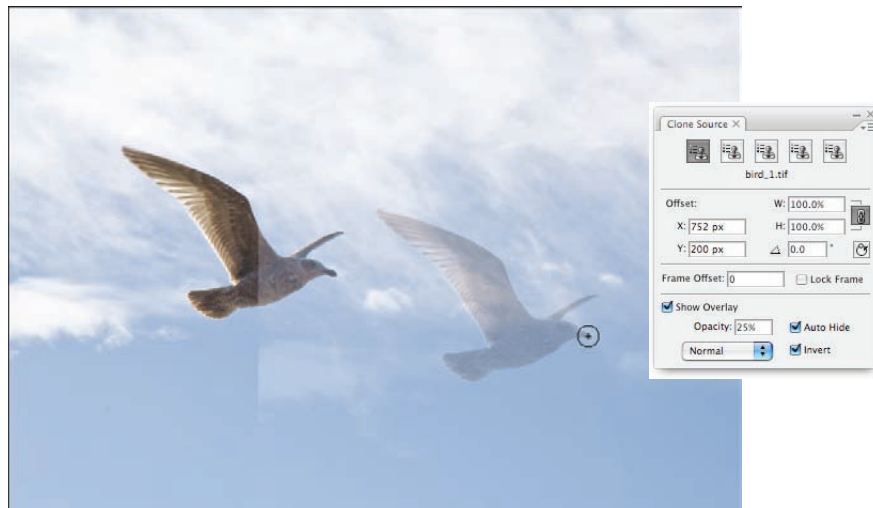 Clone Source
bird_1.tif
Offset:
W: 100.0%
X: 752 px
H: 100.0%
Y: 200 px
0.0 °
Frame Offset: 0
Lock Frame
Show Overlay
Opacity: 25%
Auto Hide
Normal
Invert